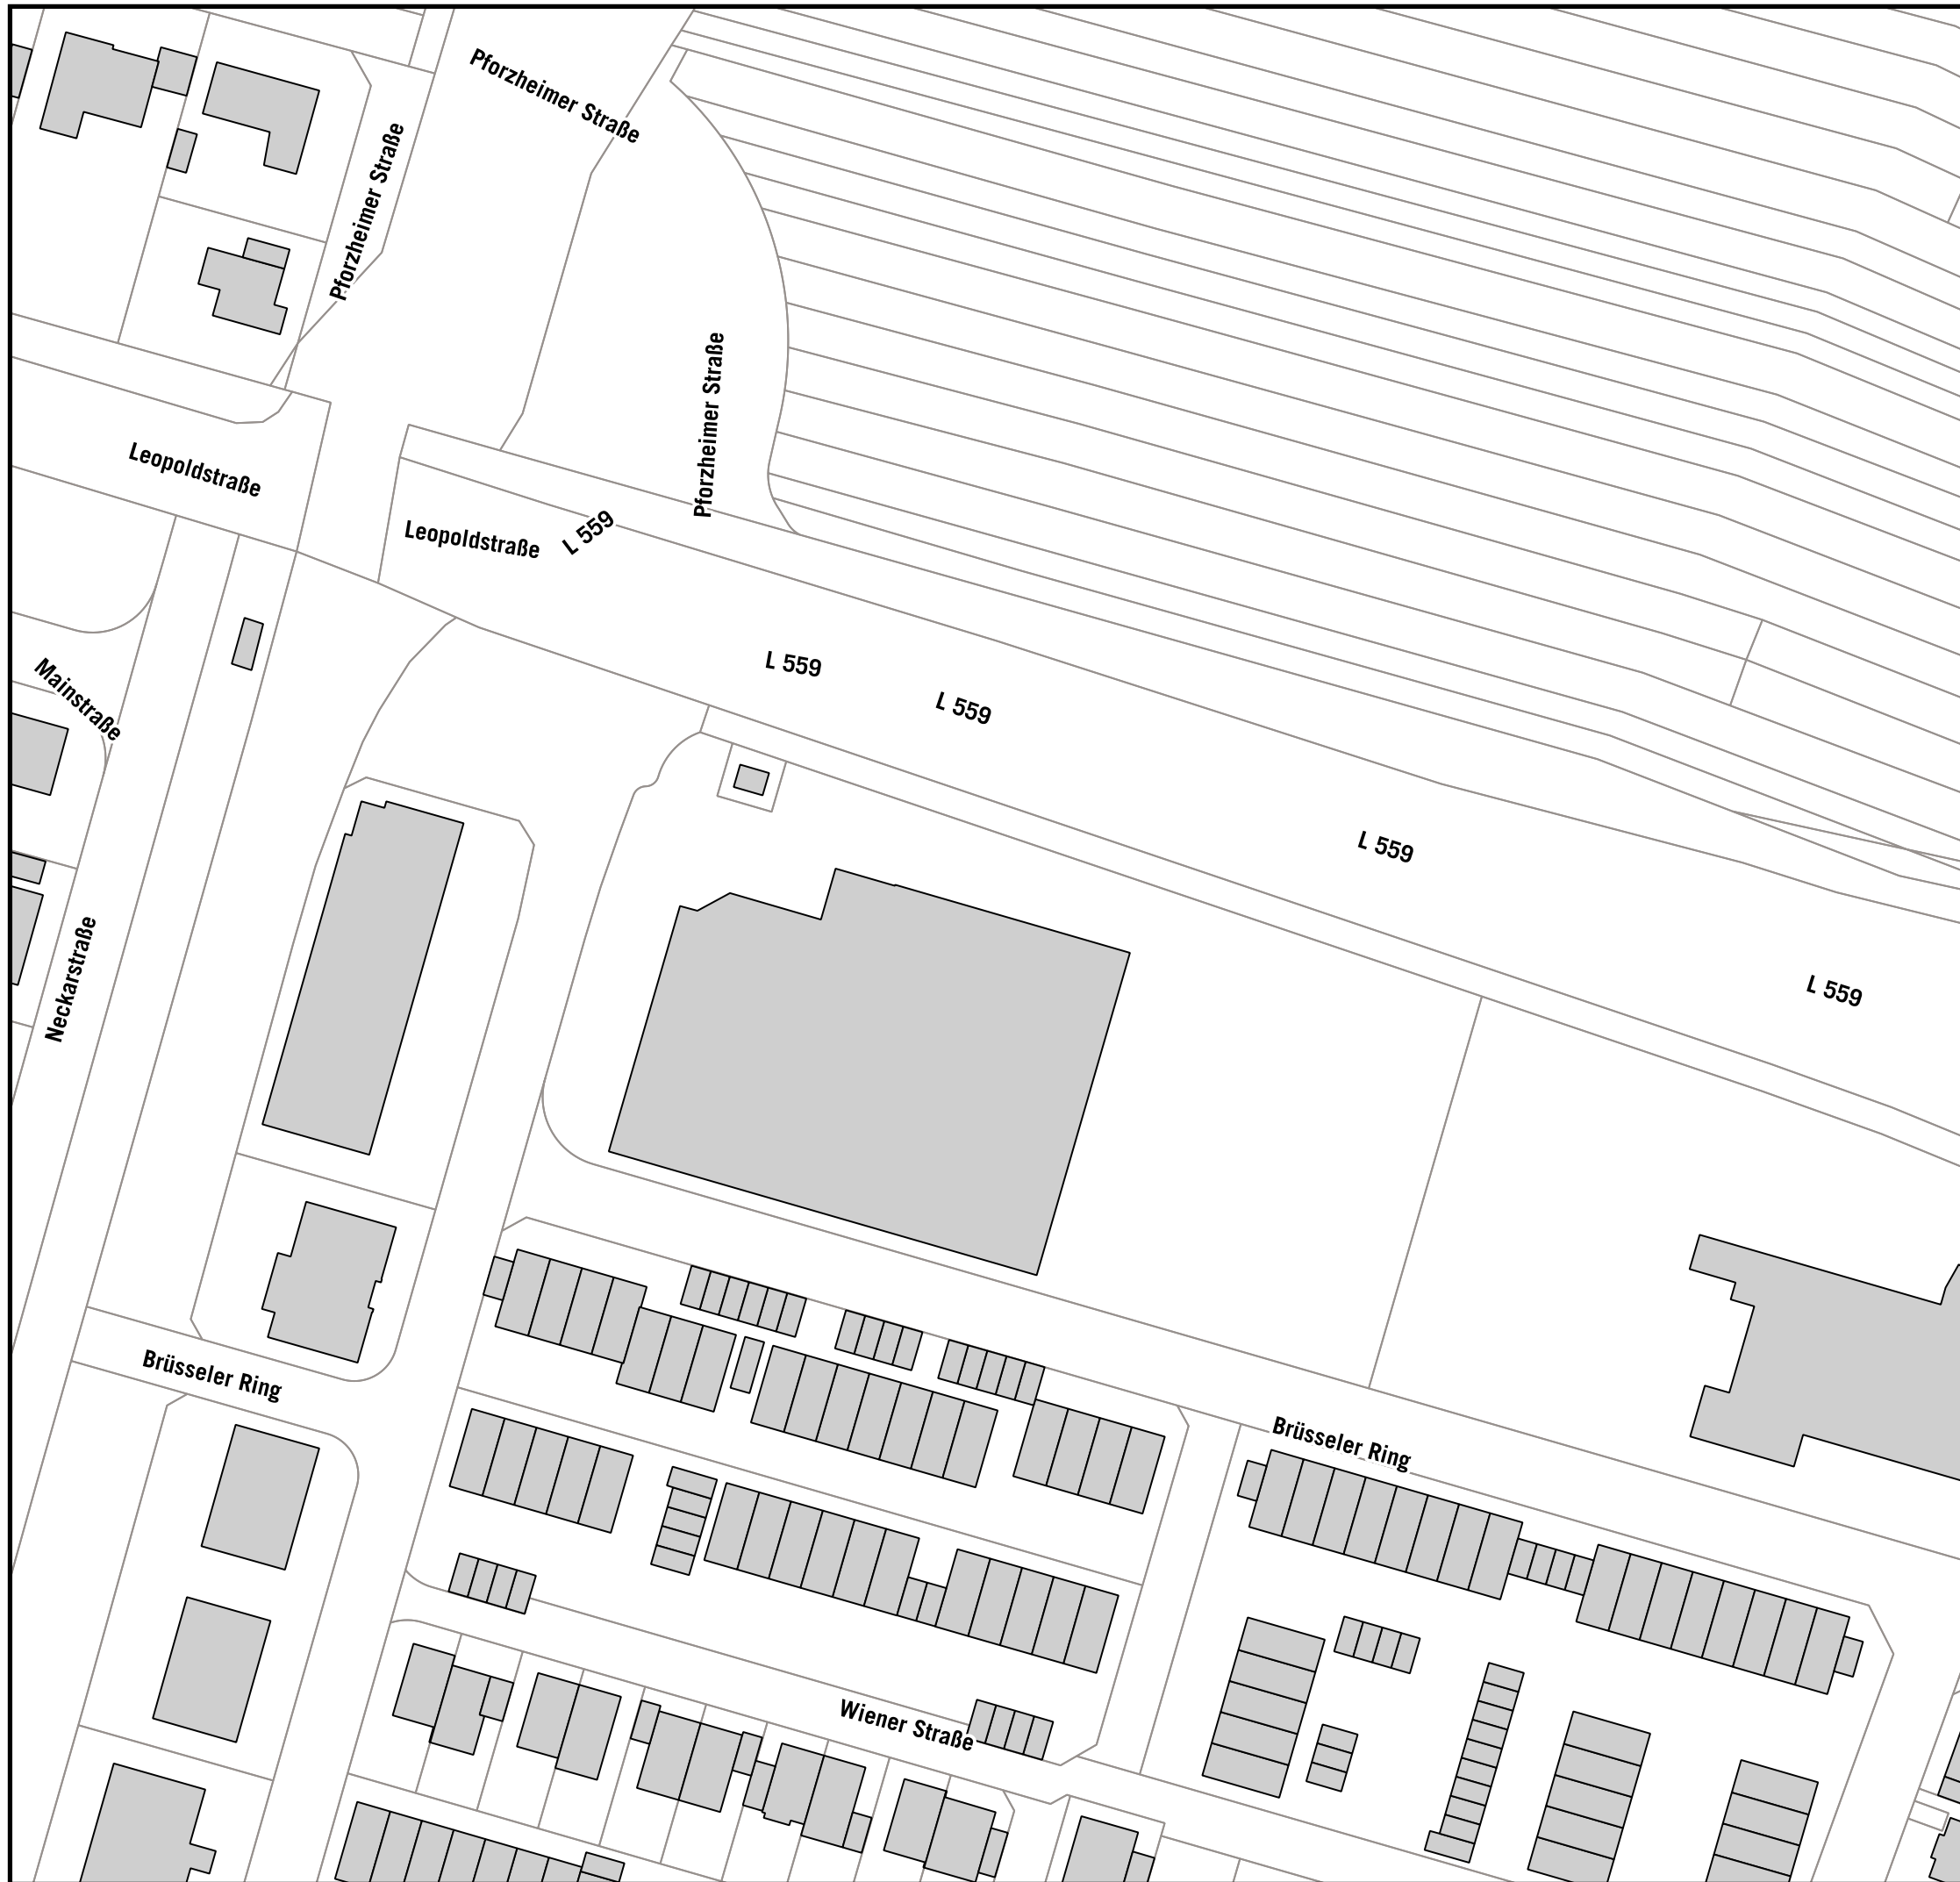 Pforzheimer Straße
Pforzheimer Straße
Pforzheimer Straße
Leopoldstraße
Leopoldstraße
L 559
L 559
L 559
Mainstraße
L 559
Neckarstraße
L 559
Brüsseler Ring
Brüsseler Ring
Wiener Straße